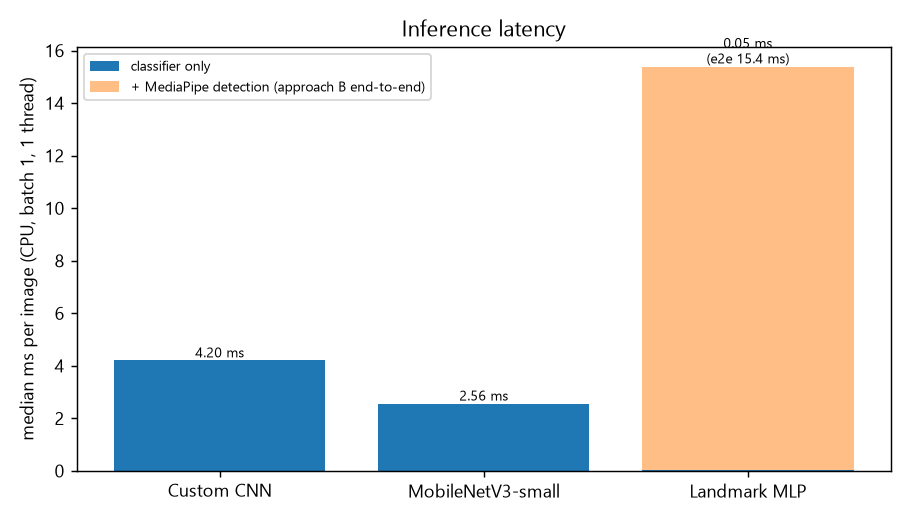 Inference latency
classifier only
+ MediaPipe detection (approach B end-to-end)
0.05 ms
(e2e 15.4 ms)
4.20 ms
2.56 ms
median ms per image (CPU, batch 1, 1 thread)
16
14
12
10
8
6
4
2
0
Custom CNN
MobileNetV3-small
Landmark MLP